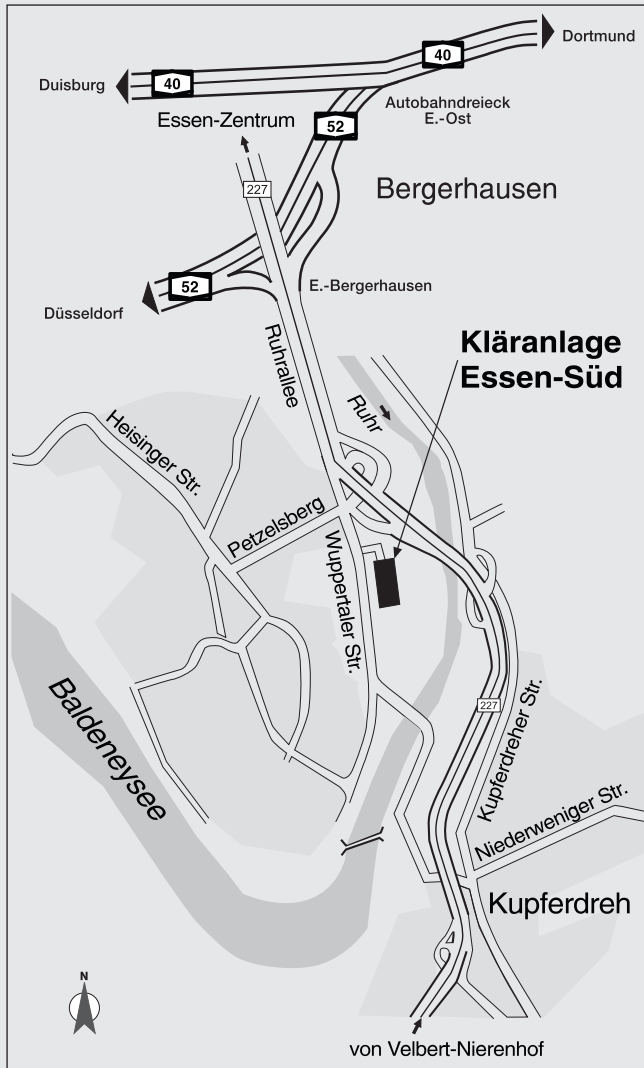 Dortmund
40
Duisburg
40
Autobahndreieck
E.-Ost
Essen-Zentrum
52
227
Bergerhausen
52
E.-Bergerhausen
Düsseldorf
Ruhrallee
Kläranlage
Essen-Süd
Ruhr
Heisinger Str.
Petzelsberg
Wuppertaler Str.
Baldeneysee
227
Kupferdreher Str.
Niederweniger Str.
Kupferdreh
N
von Velbert-Nierenhof